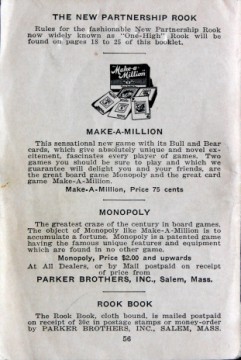 THE NEW PARTNERSHIP ROOK
Rules for the fashionable New Partnership Rook
now widely known as "One-High" Rook will be
found on pages 18 to 25 of this booklet.
Make-a-
Million
MAKE-A-MILLION
This sensational new game with its Bull and Bear
cards, which give absolutely unique and novel ex-
citement, fascinates every player of games. Two
games you should be sure to play and which we
guarantee will delight you and your friends, are
the great board game Monopoly and the great card
game Make-A-Million.
Make-A-Million, Price 75 cents
MONOPOLY
The greatest craze of the century in board games.
The object of Monopoly like Make-A-Million is to
accumulate a fortune. Monopoly is a patented game
having the famous unique features and equipment
which are found in no other game.
Monopoly, Price $2.00 and upwards
At All Dealers, or by Mail postpaid on receipt
of price from
PARKER BROTHERS, INC., Salem, Mass.
ROOK BOOK
The Rook Book, cloth bound, is mailed postpaid
on receipt of 36c in postage stamps or money-order
by PARKER BROTHERS, INC., SALEM, MASS.
56